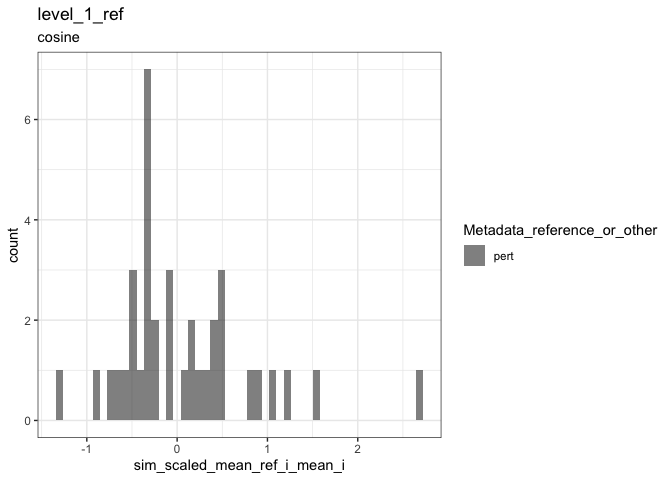 level_1_ref
cosine
6
4
2
0
count
-1
0
1
2
sim_scaled_mean_ref_i_mean_i
Metadata_reference_or_other
pert